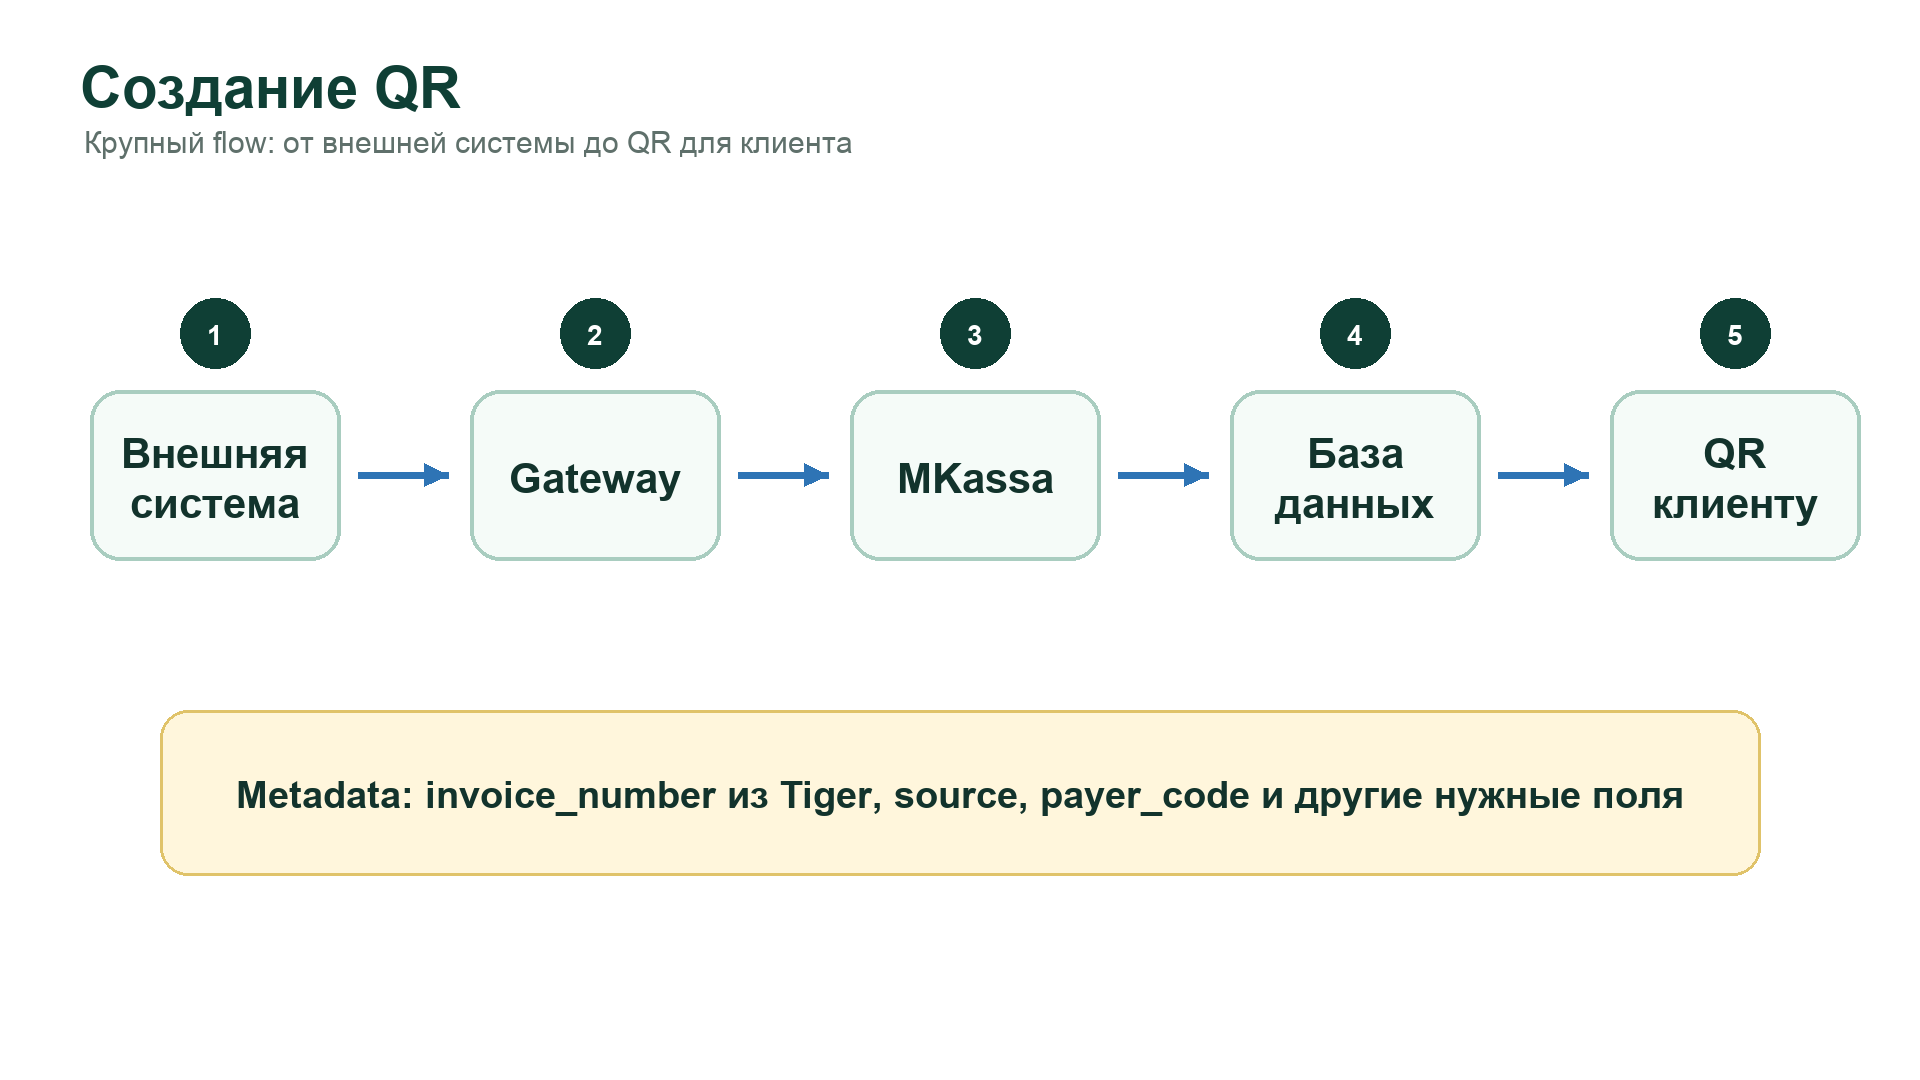 Создание QR
Крупный flow: от внешней системы до QR для клиента
1
Внешняя
система
2
Gateway
3
MKassa
4
База
данных
5
QR
клиенту
Metadata: invoice_number из Tiger, source, payer_code и другие нужные поля